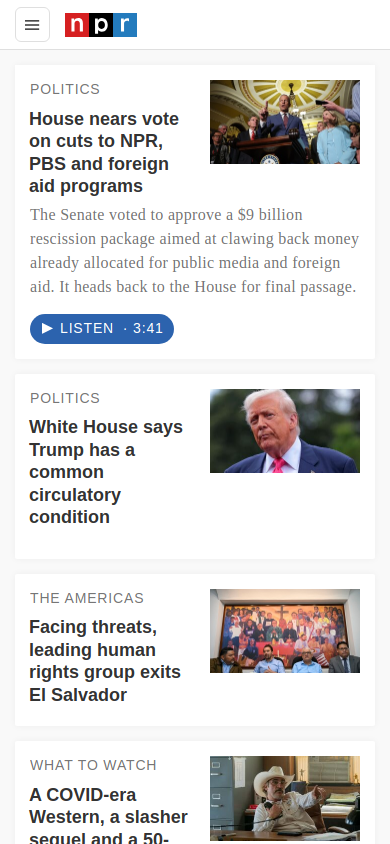 npr
POLITICS
House nears vote
on cuts to NPR,
PBS and foreign
aid programs
The Senate voted to approve a $9 billion
rescission package aimed at clawing back money
already allocated for public media and foreign
aid. It heads back to the House for final passage.
LISTEN · 3:41
POLITICS
White House says
Trump has a
common
circulatory
condition
THE AMERICAS
Facing threats,
leading human
rights group exits
El Salvador
WHAT TO WATCH
A COVID-era
Western, a slasher
sequel and a 50-